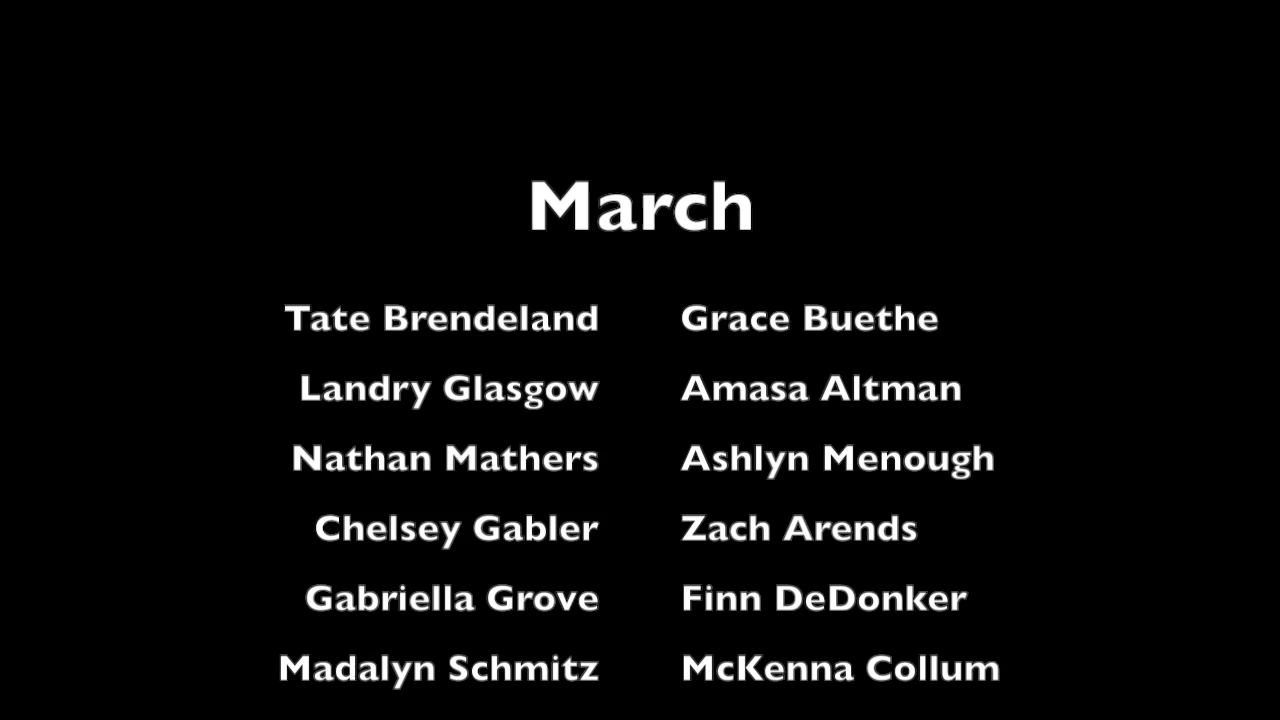 March
Tate Brendeland Grace Buethe
Landry Glasgow Amasa Altman
Nathan Mathers Ashlyn Menough
Chelsey Gabler Zach Arends
Gabriella Grove Finn DeDonker
Madalyn Schmitz McKenna Collum